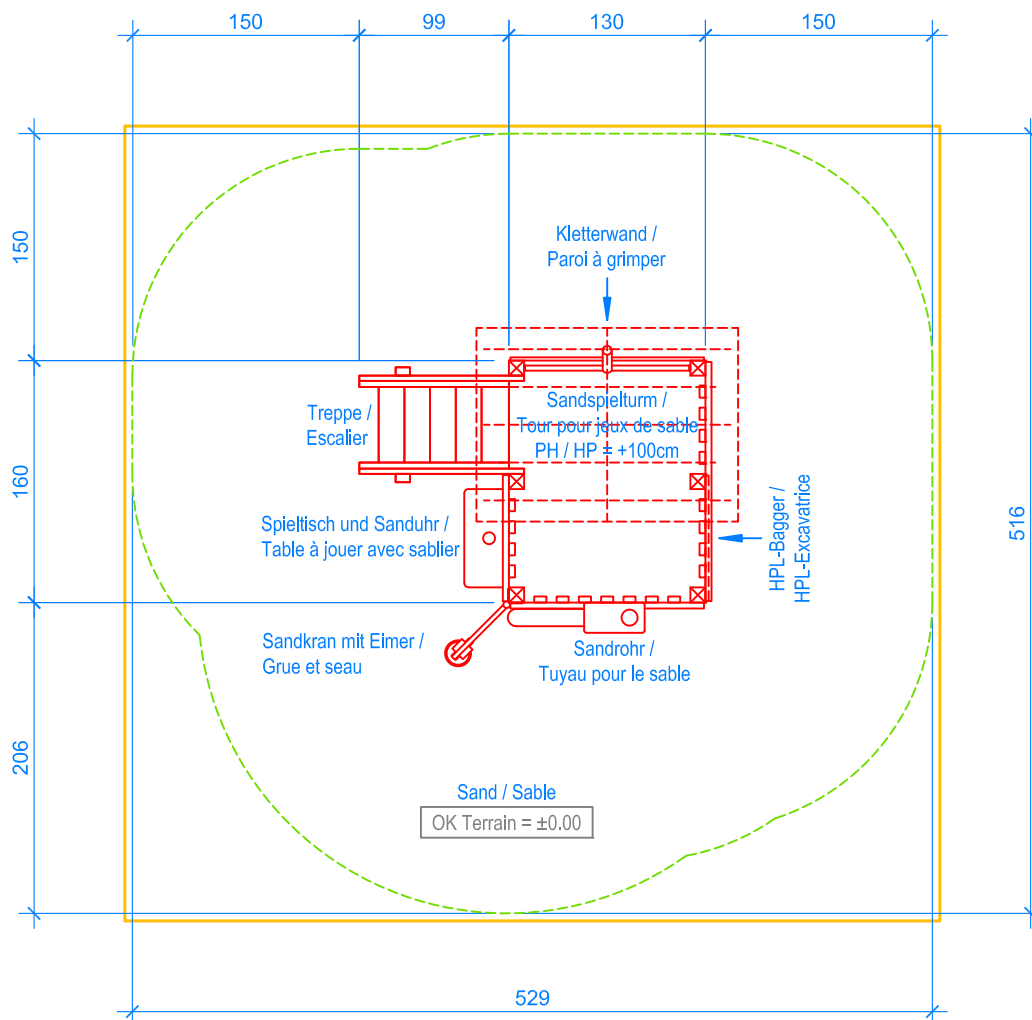 150
99
130
150
150
Kletterwand /
Paroi à grimper
Treppe /
Escalier
Sandspielturm /
Tour pour jeux de sable
PH / HP = +100cm
160
516
Spieltisch und Sanduhr /
Table à jouer avec sablier
HPL-Bagger /
HPL-Excavatrice
Sandkran mit Eimer /
Grue et seau
Sandrohr /
Tuyau pour le sable
206
Sand / Sable
OK Terrain = ±0.00
529